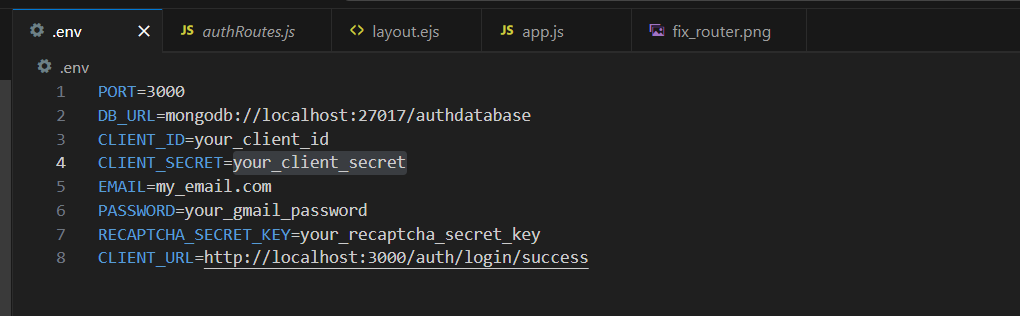 .env
JS authRoutes.js
<> layout.ejs
JS app.js
fix_router.png
.env
1 PORT=3000
2 DB_URL=mongodb://localhost:27017/authdatabase
3 CLIENT_ID=your_client_id
4 CLIENT_SECRET=your_client_secret
5 EMAIL=my_email.com
6 PASSWORD=your_gmail_password
7 RECAPTCHA_SECRET_KEY=your_recaptcha_secret_key
8 CLIENT_URL=http://localhost:3000/auth/login/success